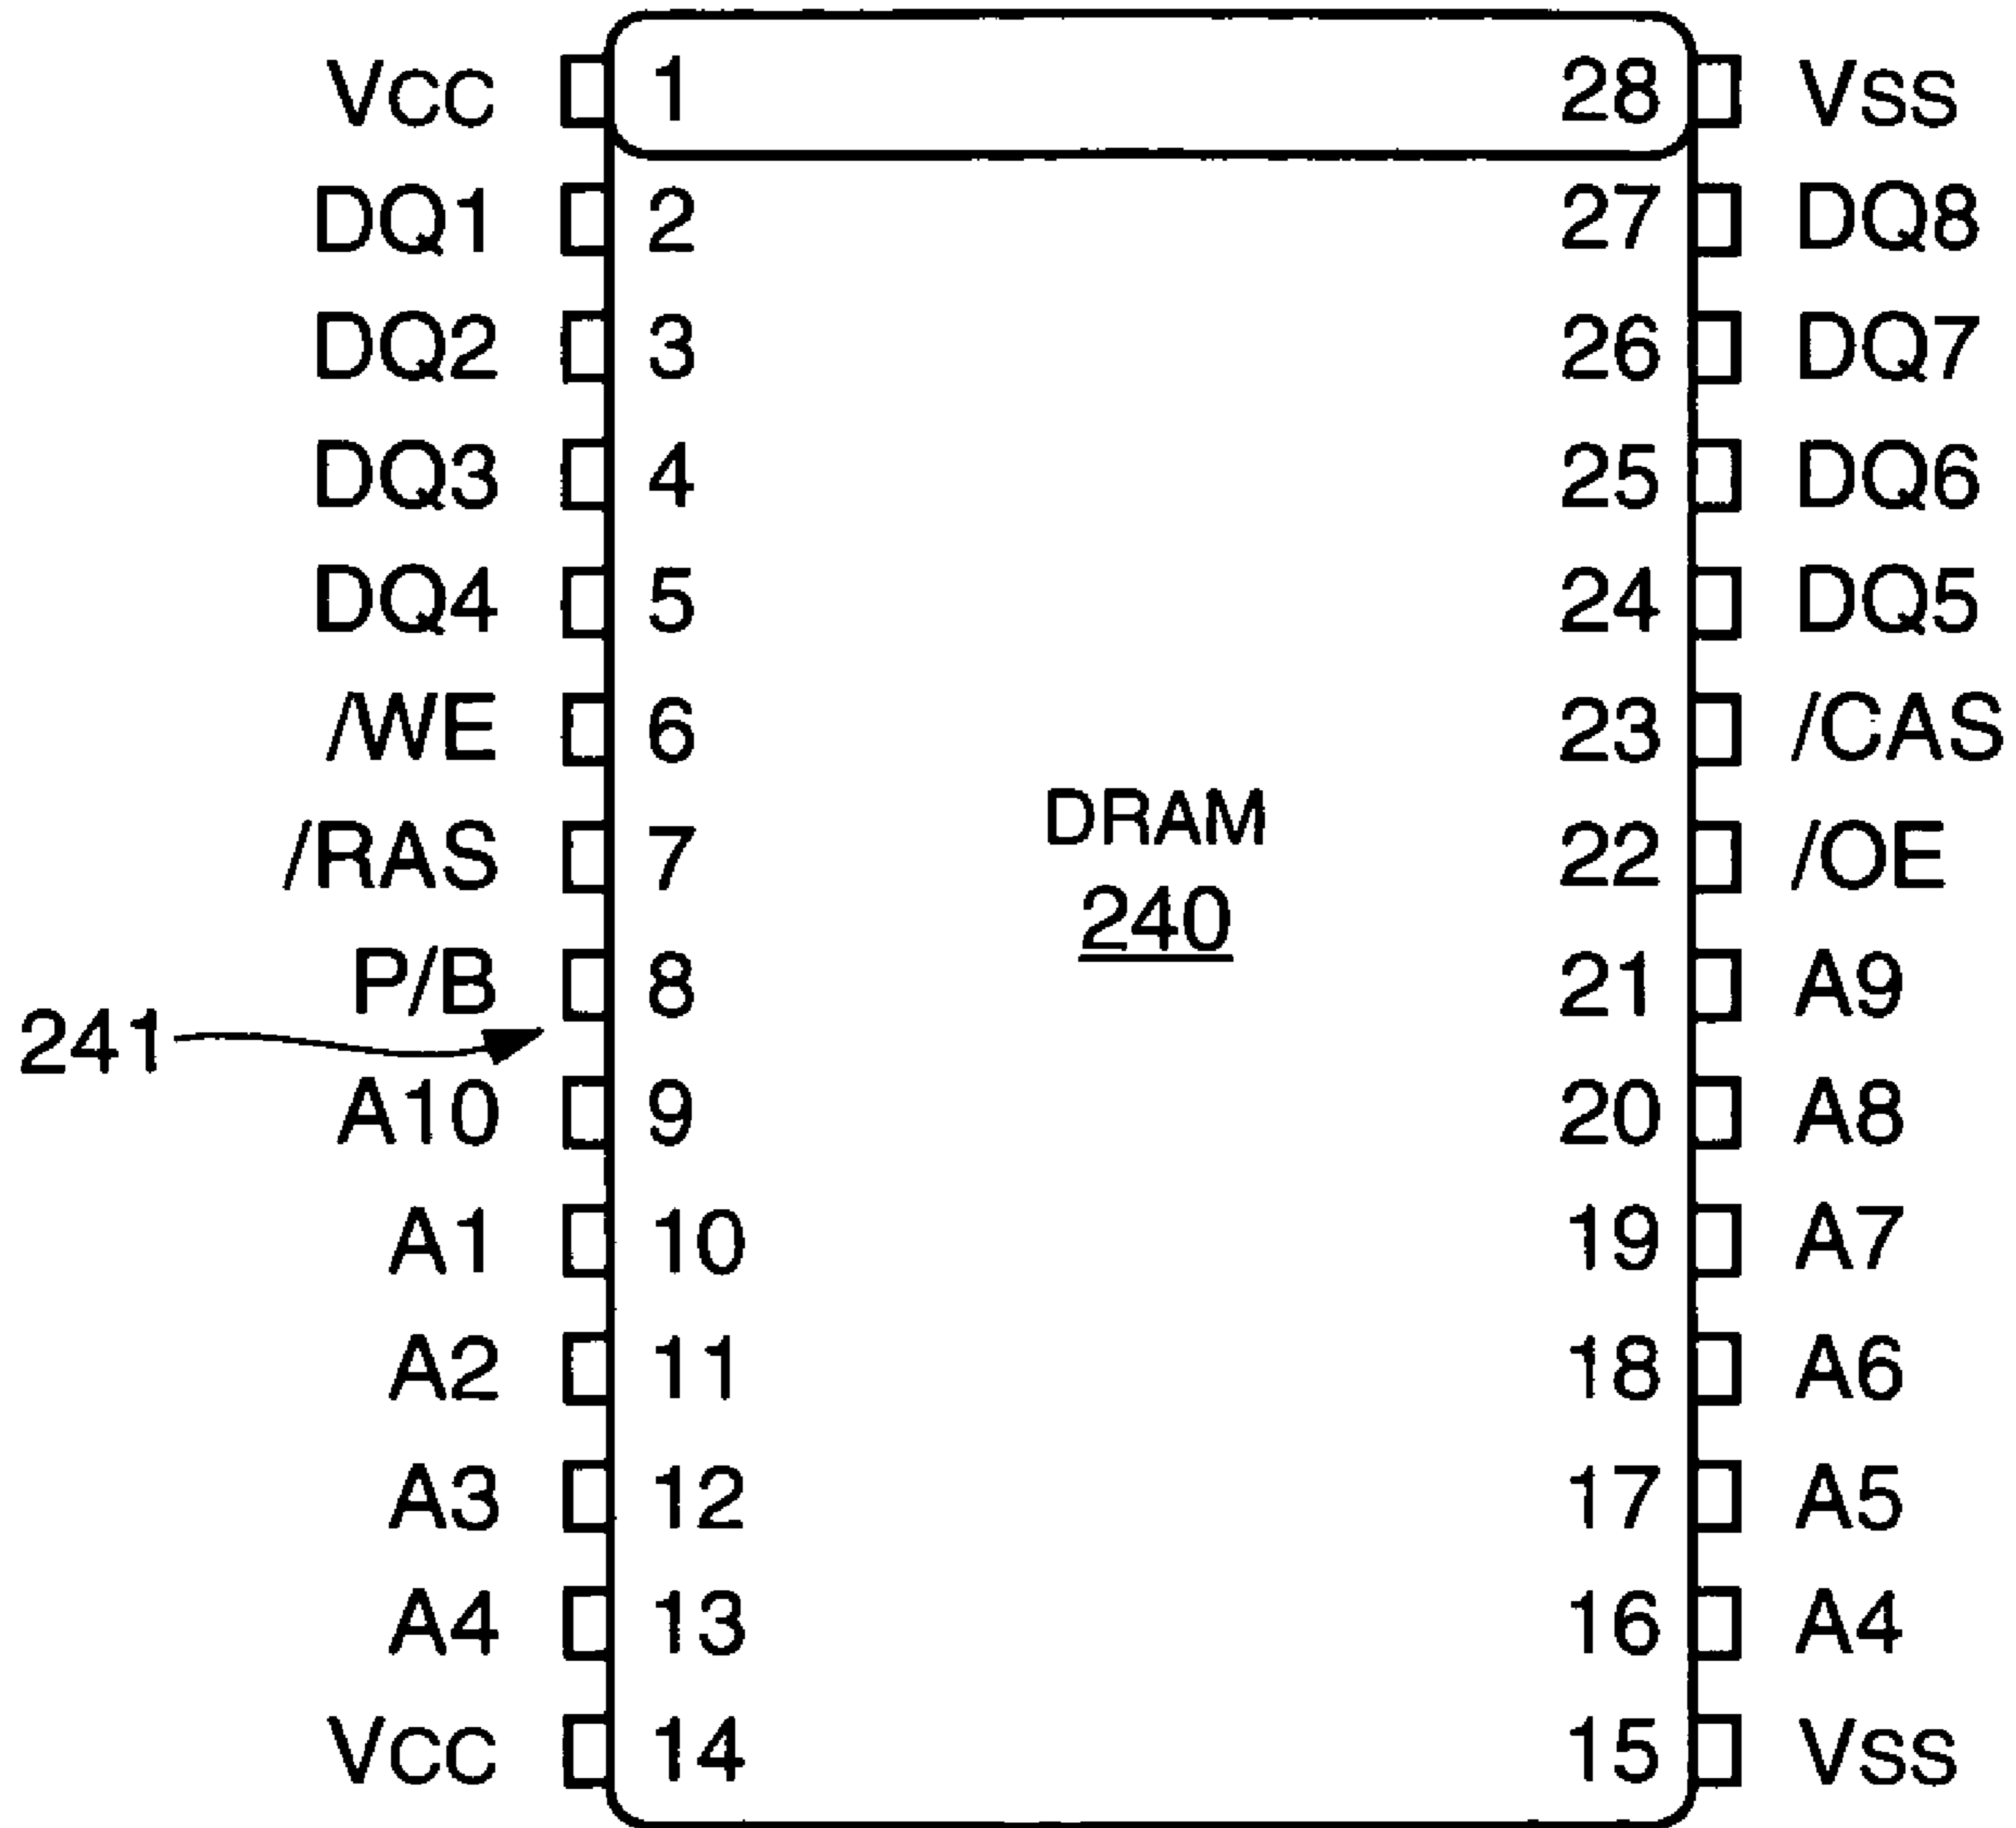 VCC 1 28 VSS
DQ1 2 27 DQ8
DQ2 3 26 DQ7
DQ3 4 25 DQ6
DQ4 5 24 DQ5
/WE 6 23 /CAS
DRAM
/RAS 7 22 /OE
240
P/B 8 21 A9
241
A10 9 20 A8
A1 10 19 A7
A2 11 18 A6
A3 12 17 A5
A4 13 16 A4
VCC 14 15 VSS